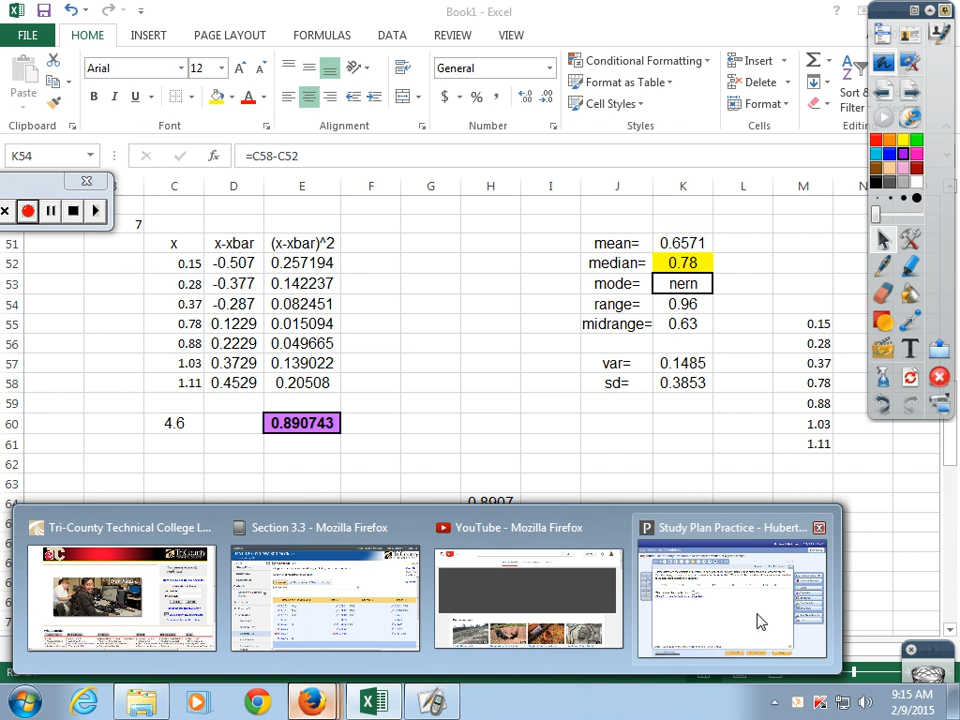 Book1 - Excel
?
FILE HOME INSERT PAGE LAYOUT FORMULAS DATA REVIEW VIEW
Paste
Arial 12
B I U
General
$ % ,
Conditional Formatting
Format as Table
Cell Styles
Insert
Delete
Format
Sort &
Filter
Clipboard Font Alignment Number Styles Cells
K54 fx =C58-C52
C D E F G H I J K L M
7
51 x x-xbar (x-xbar)^2 mean= 0.6571
52 0.15 -0.507 0.257194 median= 0.78
53 0.28 -0.377 0.142237 mode= nern
54 0.37 -0.287 0.082451 range= 0.96
55 0.78 0.1229 0.015094 midrange= 0.63 0.15
56 0.88 0.2229 0.049665 0.28
57 1.03 0.3729 0.139022 var= 0.1485 0.37
58 1.11 0.4529 0.20508 sd= 0.3853 0.78
59 0.88
60 4.6 0.890743 1.03
61 1.11
62
63
64 0.8907
Tri-County Technical College L...
Section 3.3 - Mozilla Firefox
YouTube - Mozilla Firefox
Study Plan Practice - Hubert...
9:15 AM
2/9/2015